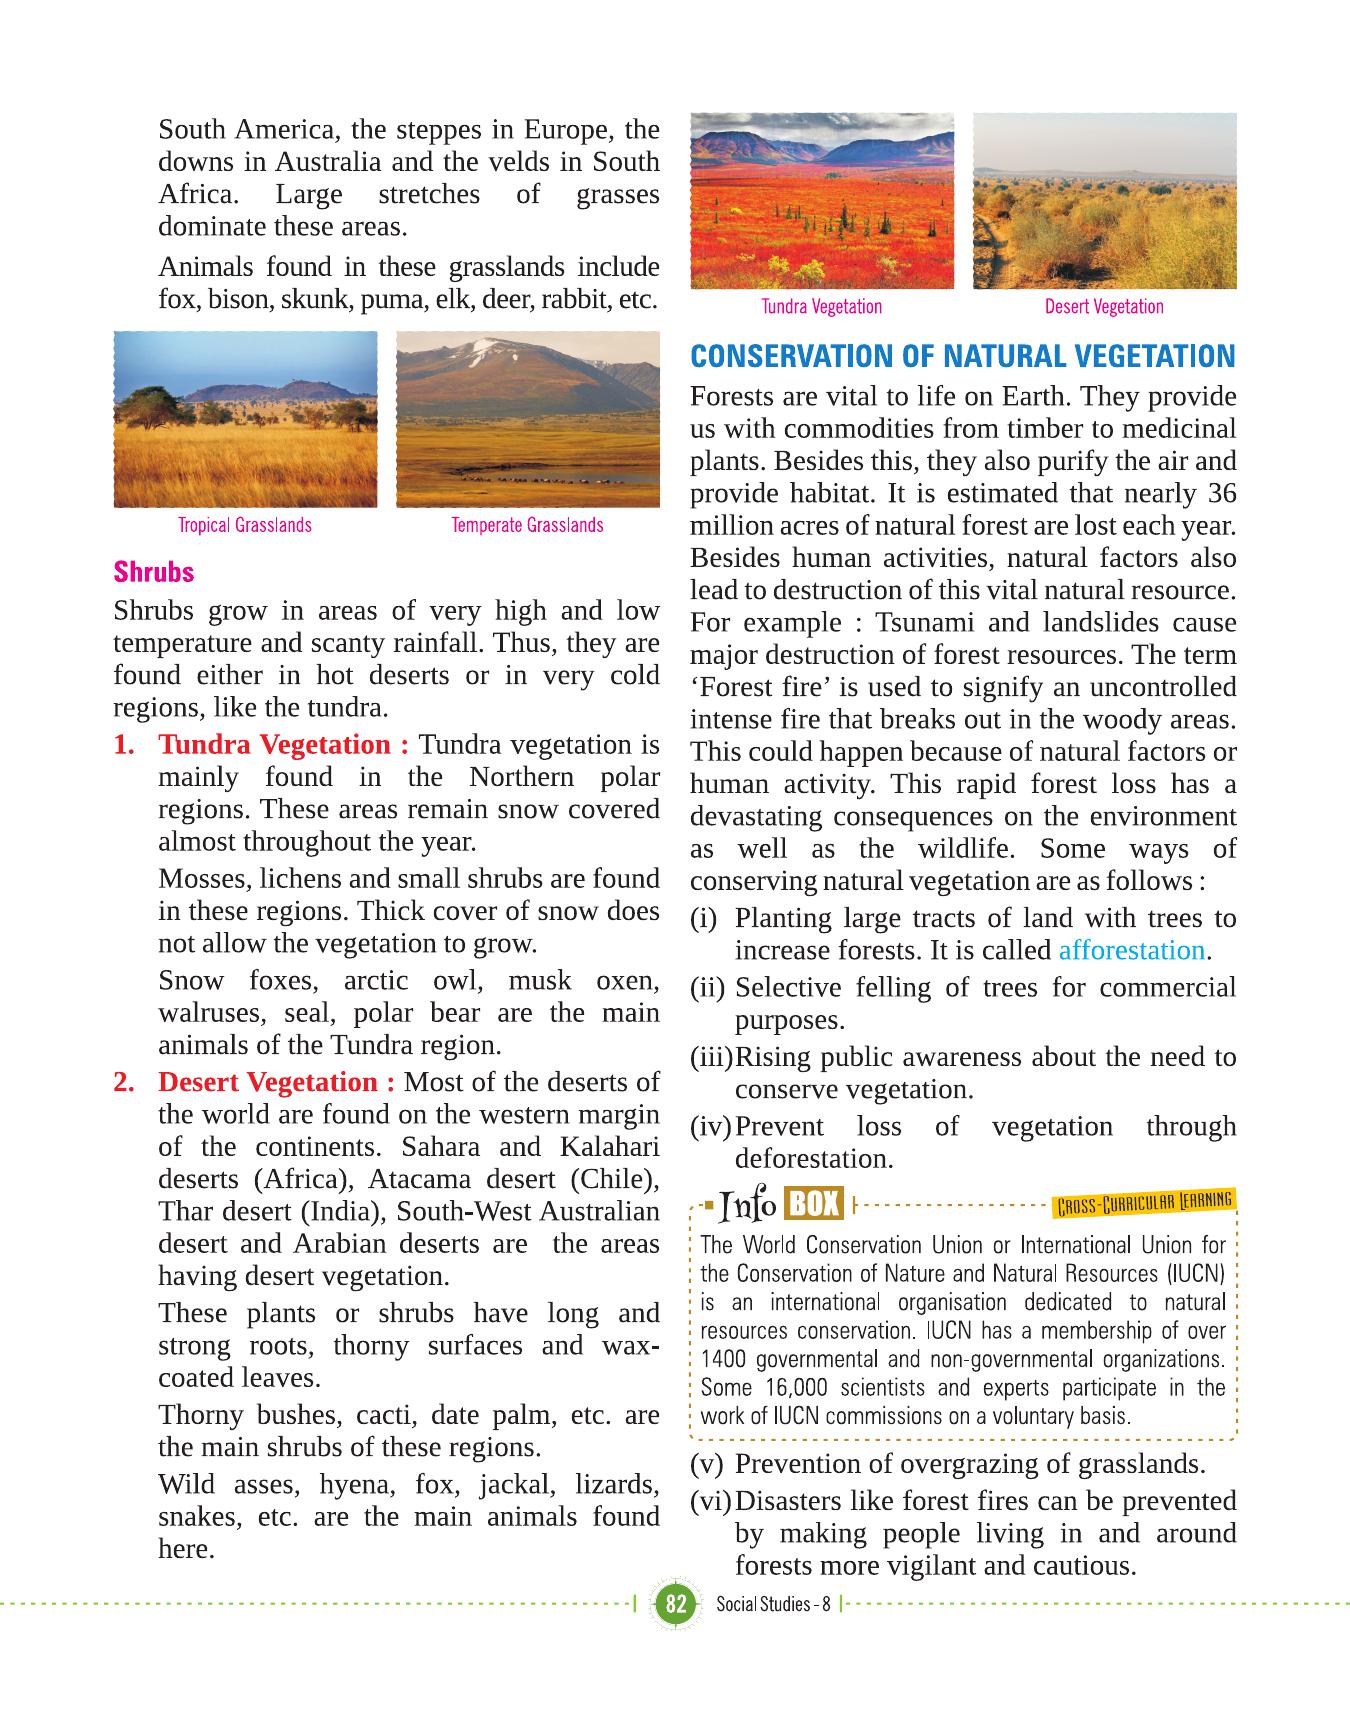 South America, the steppes in Europe, the
downs in Australia and the velds in South
Africa. Large stretches of grasses
dominate these areas.
Animals found in these grasslands include
fox, bison, skunk, puma, elk, deer, rabbit, etc.
Tropical Grasslands
Temperate Grasslands
Shrubs
Shrubs grow in areas of very high and low
temperature and scanty rainfall. Thus, they are
found either in hot deserts or in very cold
regions, like the tundra.
1. Tundra Vegetation : Tundra vegetation is
mainly found in the Northern polar
regions. These areas remain snow covered
almost throughout the year.
Mosses, lichens and small shrubs are found
in these regions. Thick cover of snow does
not allow the vegetation to grow.
Snow foxes, arctic owl, musk oxen,
walruses, seal, polar bear are the main
animals of the Tundra region.
2. Desert Vegetation : Most of the deserts of
the world are found on the western margin
of the continents. Sahara and Kalahari
deserts (Africa), Atacama desert (Chile),
Thar desert (India), South-West Australian
desert and Arabian deserts are the areas
having desert vegetation.
These plants or shrubs have long and
strong roots, thorny surfaces and wax-
coated leaves.
Thorny bushes, cacti, date palm, etc. are
the main shrubs of these regions.
Wild asses, hyena, fox, jackal, lizards,
snakes, etc. are the main animals found
here.
Tundra Vegetation
Desert Vegetation
CONSERVATION OF NATURAL VEGETATION
Forests are vital to life on Earth. They provide
us with commodities from timber to medicinal
plants. Besides this, they also purify the air and
provide habitat. It is estimated that nearly 36
million acres of natural forest are lost each year.
Besides human activities, natural factors also
lead to destruction of this vital natural resource.
For example : Tsunami and landslides cause
major destruction of forest resources. The term
‘Forest fire’ is used to signify an uncontrolled
intense fire that breaks out in the woody areas.
This could happen because of natural factors or
human activity. This rapid forest loss has a
devastating consequences on the environment
as well as the wildlife. Some ways of
conserving natural vegetation are as follows :
(i) Planting large tracts of land with trees to
increase forests. It is called afforestation.
(ii) Selective felling of trees for commercial
purposes.
(iii) Rising public awareness about the need to
conserve vegetation.
(iv) Prevent loss of vegetation through
deforestation.
Info BOX
CROSS-CURRICULAR LEARNING
The World Conservation Union or International Union for
the Conservation of Nature and Natural Resources (IUCN)
is an international organisation dedicated to natural
resources conservation. IUCN has a membership of over
1400 governmental and non-governmental organizations.
Some 16,000 scientists and experts participate in the
work of IUCN commissions on a voluntary basis.
(v) Prevention of overgrazing of grasslands.
(vi) Disasters like forest fires can be prevented
by making people living in and around
forests more vigilant and cautious.
82 Social Studies - 8